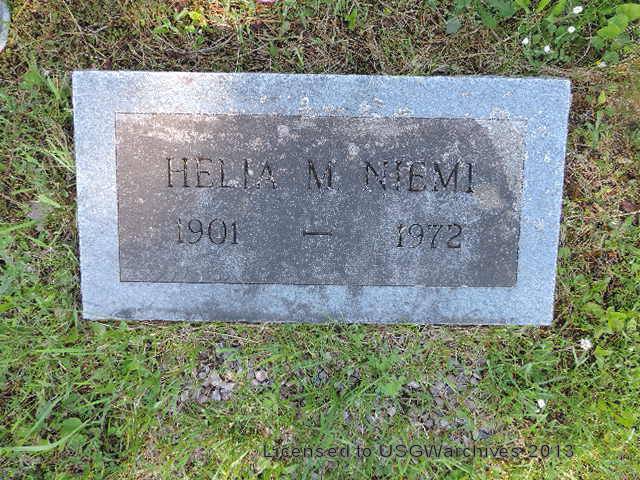 HELIA M NIEMI
1901 — 1972
Licensed to USGWarchives 2013